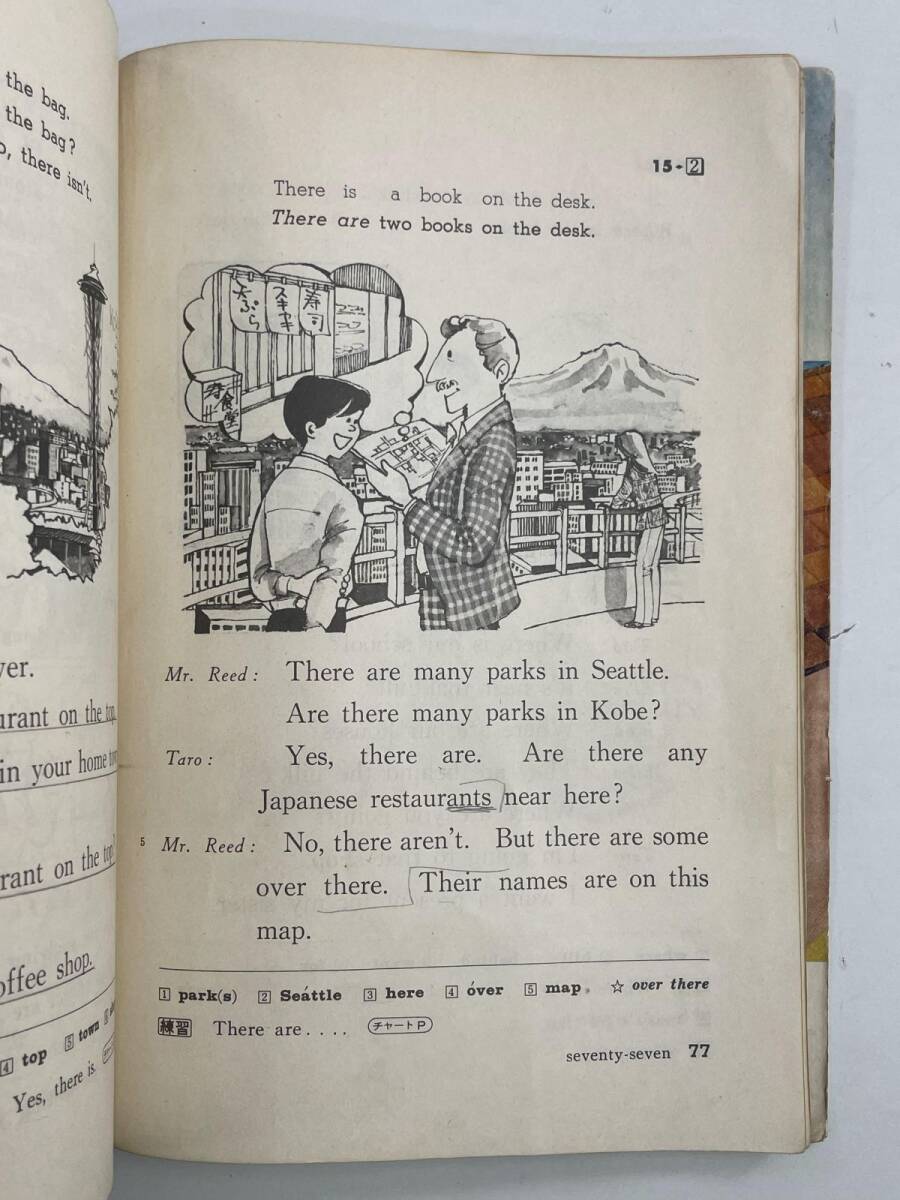 the bag.
the bag?
there isn't.
urant on the top
in your home
rant on the top
offee shop.
4 top 5 town
Yes, there is.
15-2
There is a book on the desk.
There are two books on the desk.
天ぷら
スキヤキ
寿司
寿食堂
Mr. Reed: There are many parks in Seattle.
Are there many parks in Kobe?
Taro: Yes, there are. Are there any
Japanese restaurants near here?
5 Mr. Reed: No, there aren't. But there are some
over there. Their names are on this
map.
1 park(s) 2 Seáttle 3 here 4 óver 5 map ☆ over there
練習 There are.... チャートP
seventy-seven 77